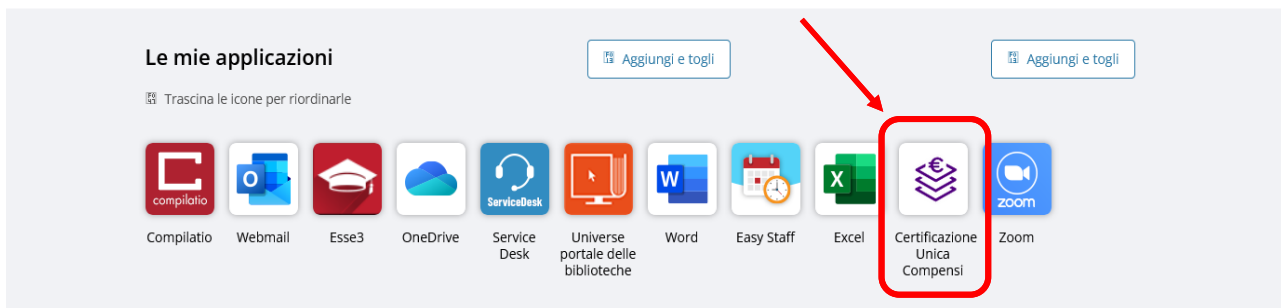 Le mie applicazioni
Aggiungi e togli
Aggiungi e togli
Trascina le icone per riordinarle
compilatio
O
ServiceDesk
W
X
€
zoom
Compilatio
Webmail
Esse3
OneDrive
Service
Desk
Universe
portale delle
biblioteche
Word
Easy Staff
Excel
Certificazione
Unica
Compensi
Zoom